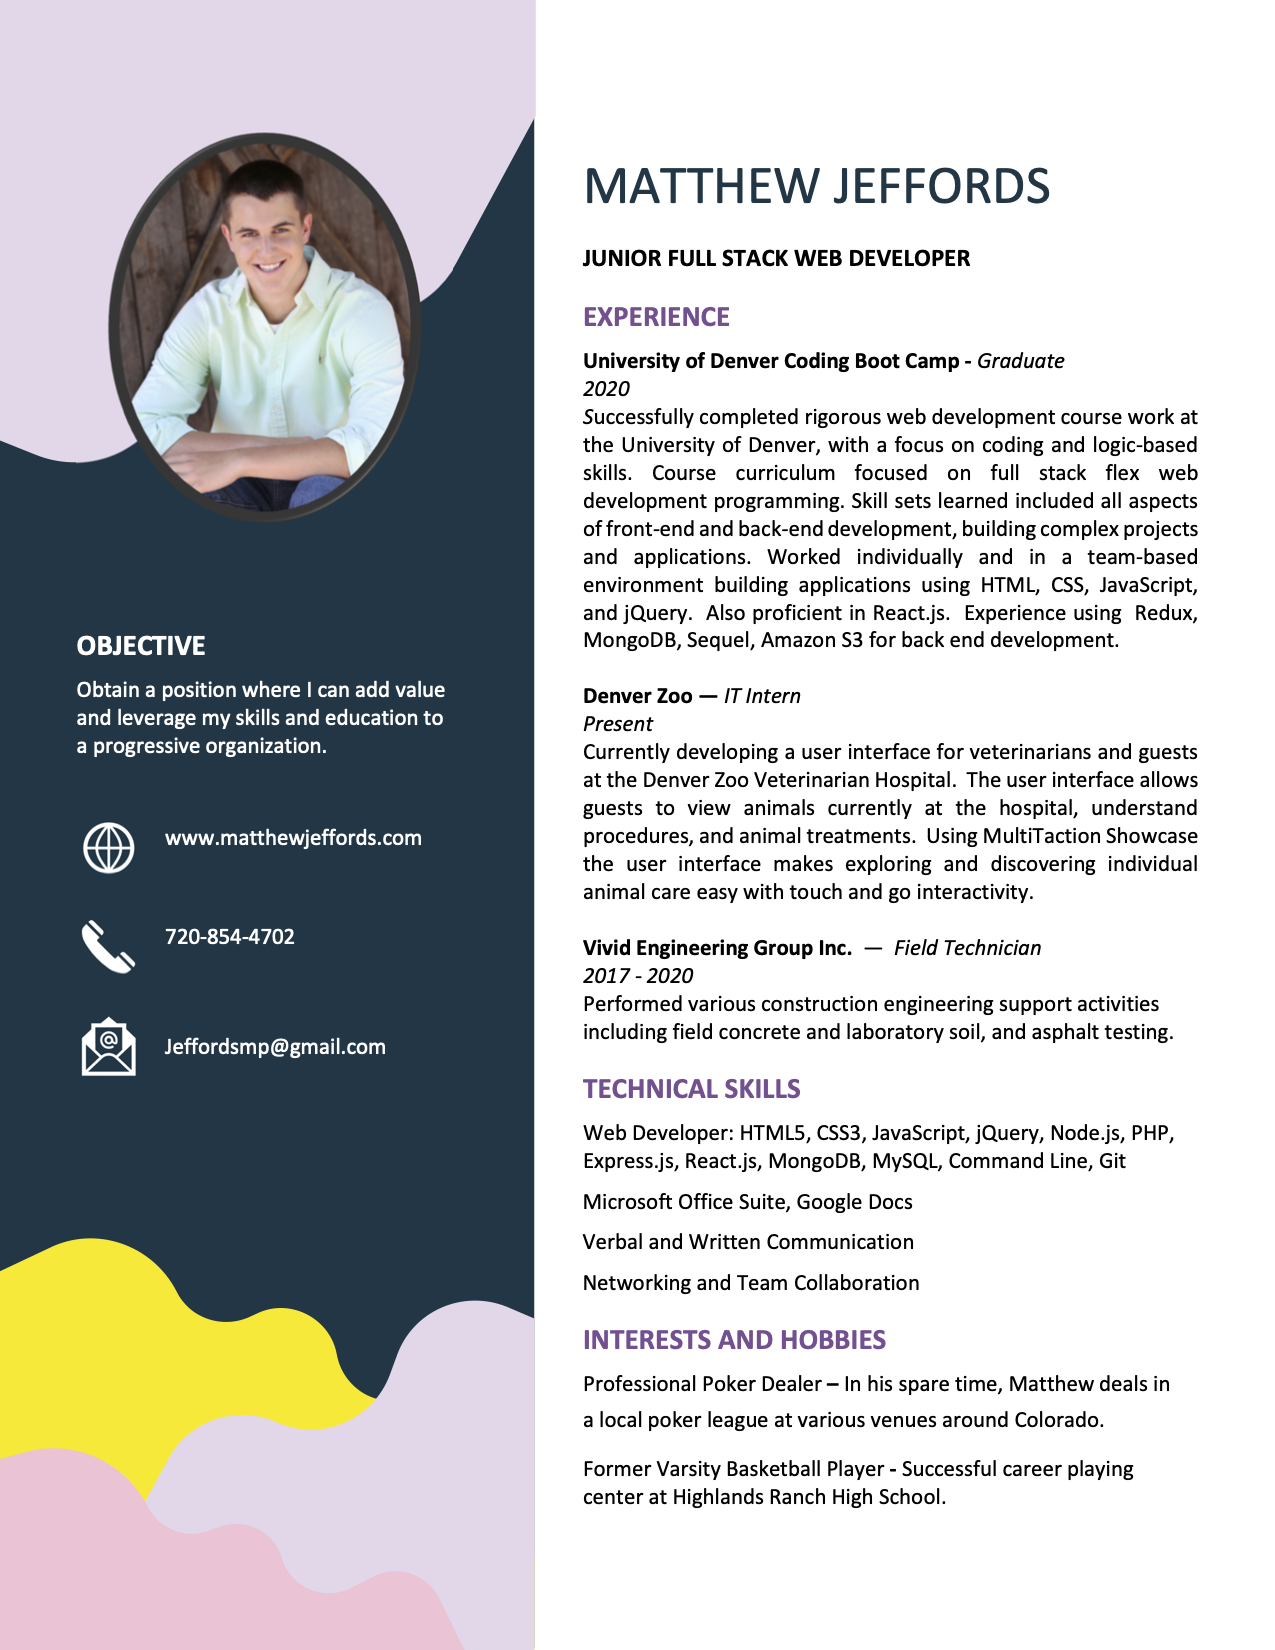 MATTHEW JEFFORDS
JUNIOR FULL STACK WEB DEVELOPER
EXPERIENCE
University of Denver Coding Boot Camp - Graduate
2020
Successfully completed rigorous web development course work at
the University of Denver, with a focus on coding and logic-based
skills. Course curriculum focused on full stack flex web
development programming. Skill sets learned included all aspects
of front-end and back-end development, building complex projects
and applications. Worked individually and in a team-based
environment building applications using HTML, CSS, JavaScript,
and jQuery. Also proficient in React.js. Experience using Redux,
MongoDB, Sequel, Amazon S3 for back end development.
Denver Zoo — IT Intern
Present
Currently developing a user interface for veterinarians and guests
at the Denver Zoo Veterinarian Hospital. The user interface allows
guests to view animals currently at the hospital, understand
procedures, and animal treatments. Using MultiTaction Showcase
the user interface makes exploring and discovering individual
animal care easy with touch and go interactivity.
Vivid Engineering Group Inc. — Field Technician
2017 - 2020
Performed various construction engineering support activities
including field concrete and laboratory soil, and asphalt testing.
TECHNICAL SKILLS
Web Developer: HTML5, CSS3, JavaScript, jQuery, Node.js, PHP,
Express.js, React.js, MongoDB, MySQL, Command Line, Git
Microsoft Office Suite, Google Docs
Verbal and Written Communication
Networking and Team Collaboration
INTERESTS AND HOBBIES
Professional Poker Dealer – In his spare time, Matthew deals in
a local poker league at various venues around Colorado.
Former Varsity Basketball Player - Successful career playing
center at Highlands Ranch High School.
OBJECTIVE
Obtain a position where I can add value
and leverage my skills and education to
a progressive organization.
www.matthewjeffords.com
720-854-4702
@
Jeffordsmp@gmail.com